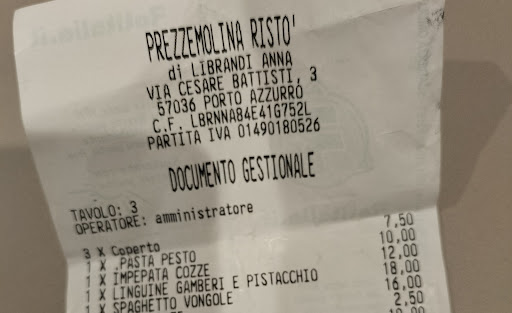 PREZZEMOLINA RISTO'
di LIBRANDI ANNA
VIA CESARE BATTISTI, 3
57036 PORTO AZZURRO
C.F. LBRNNA84E41G752L
PARTITA IVA 01490180526
DOCUMENTO GESTIONALE
TAVOLO: 3
OPERATORE: amministratore
3 X Coperto 7,50
1 X .PASTA PESTO 10,00
1 X IMPEPATA COZZE 12,00
1 X LINGUINE GAMBERI E PISTACCHIO 18,00
1 X SPAGHETTO VONGOLE 16,00
2,50